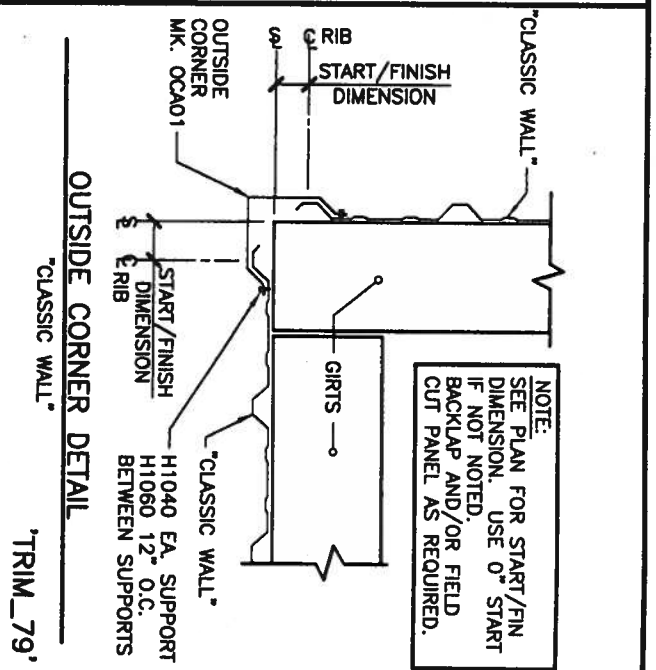 "CLASSIC WALL"
NOTE:
SEE PLAN FOR START/FIN
DIMENSION. USE 0" START
IF NOT NOTED.
BACKLAP AND/OR FIELD
CUT PANEL AS REQUIRED.
℄ RIB
START/FINISH
DIMENSION
OUTSIDE
CORNER
MK. OCA01
GIRTS
℄ RIB
START/FINISH
DIMENSION
"CLASSIC WALL"
H1040 EA. SUPPORT
H1060 12" O.C.
BETWEEN SUPPORTS
OUTSIDE CORNER DETAIL
"CLASSIC WALL"
'TRIM_79'